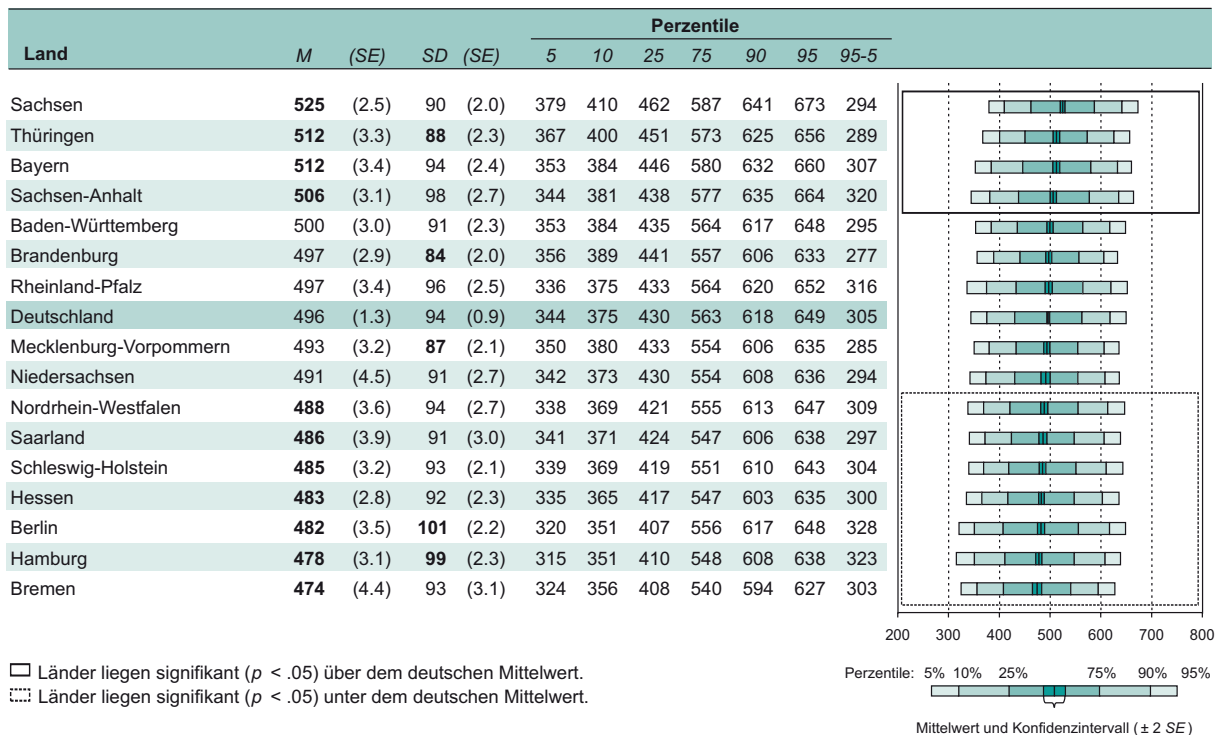 Perzentile
Land M (SE) SD (SE) 5 10 25 75 90 95 95-5
Sachsen 525 (2.5) 90 (2.0) 379 410 462 587 641 673 294
Thüringen 512 (3.3) 88 (2.3) 367 400 451 573 625 656 289
Bayern 512 (3.4) 94 (2.4) 353 384 446 580 632 660 307
Sachsen-Anhalt 506 (3.1) 98 (2.7) 344 381 438 577 635 664 320
Baden-Württemberg 500 (3.0) 91 (2.3) 353 384 435 564 617 648 295
Brandenburg 497 (2.9) 84 (2.0) 356 389 441 557 606 633 277
Rheinland-Pfalz 497 (3.4) 96 (2.5) 336 375 433 564 620 652 316
Deutschland 496 (1.3) 94 (0.9) 344 375 430 563 618 649 305
Mecklenburg-Vorpommern 493 (3.2) 87 (2.1) 350 380 433 554 606 635 285
Niedersachsen 491 (4.5) 91 (2.7) 342 373 430 554 608 636 294
Nordrhein-Westfalen 488 (3.6) 94 (2.7) 338 369 421 555 613 647 309
Saarland 486 (3.9) 91 (3.0) 341 371 424 547 606 638 297
Schleswig-Holstein 485 (3.2) 93 (2.1) 339 369 419 551 610 643 304
Hessen 483 (2.8) 92 (2.3) 335 365 417 547 603 635 300
Berlin 482 (3.5) 101 (2.2) 320 351 407 556 617 648 328
Hamburg 478 (3.1) 99 (2.3) 315 351 410 548 608 638 323
Bremen 474 (4.4) 93 (3.1) 324 356 408 540 594 627 303
200 300 400 500 600 700 800
Länder liegen signifikant (p < .05) über dem deutschen Mittelwert.
Länder liegen signifikant (p < .05) unter dem deutschen Mittelwert.
Perzentile: 5% 10% 25% 75% 90% 95%
Mittelwert und Konfidenzintervall (± 2 SE)